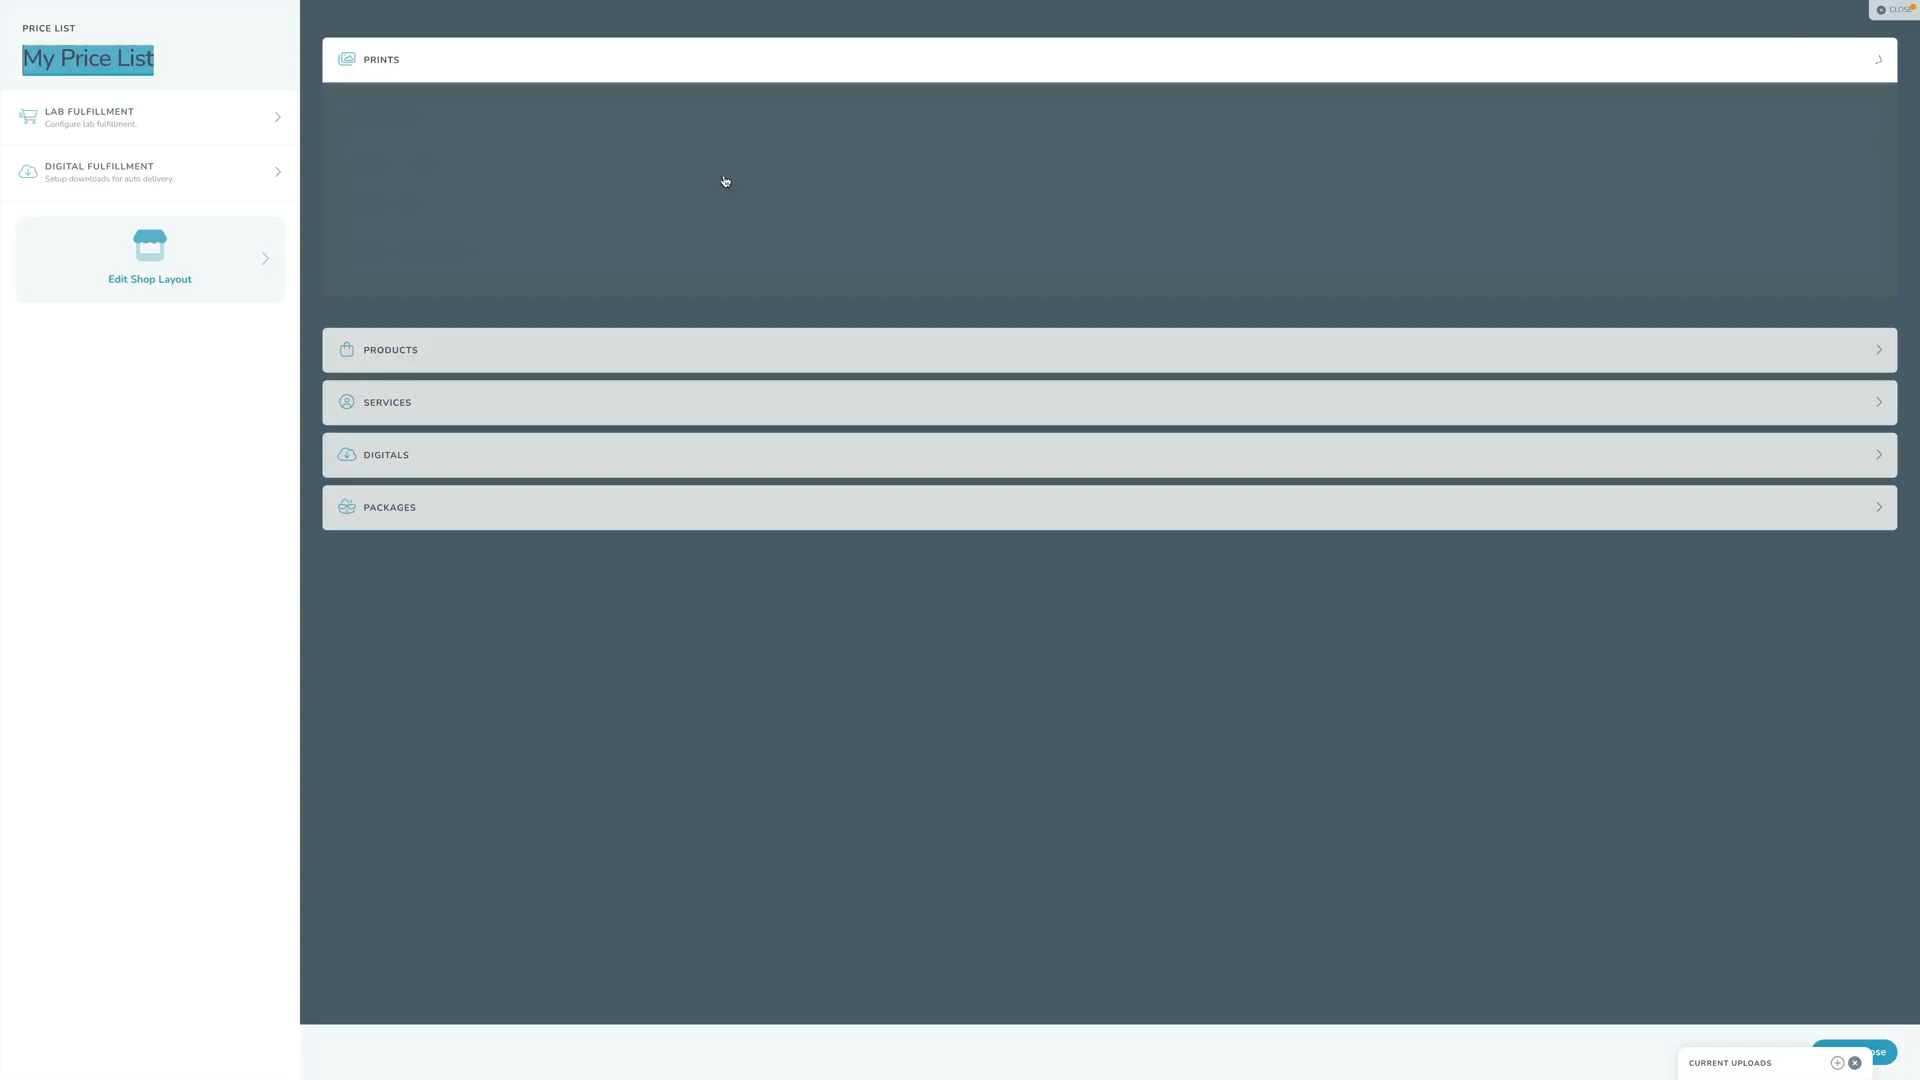 PRICE LIST
My Price List
LAB FULFILLMENT
Configure lab fulfillment.
DIGITAL FULFILLMENT
Setup downloads for auto delivery.
Edit Shop Layout
CLOSE
PRINTS
PRODUCTS
SERVICES
DIGITALS
PACKAGES
CURRENT UPLOADS